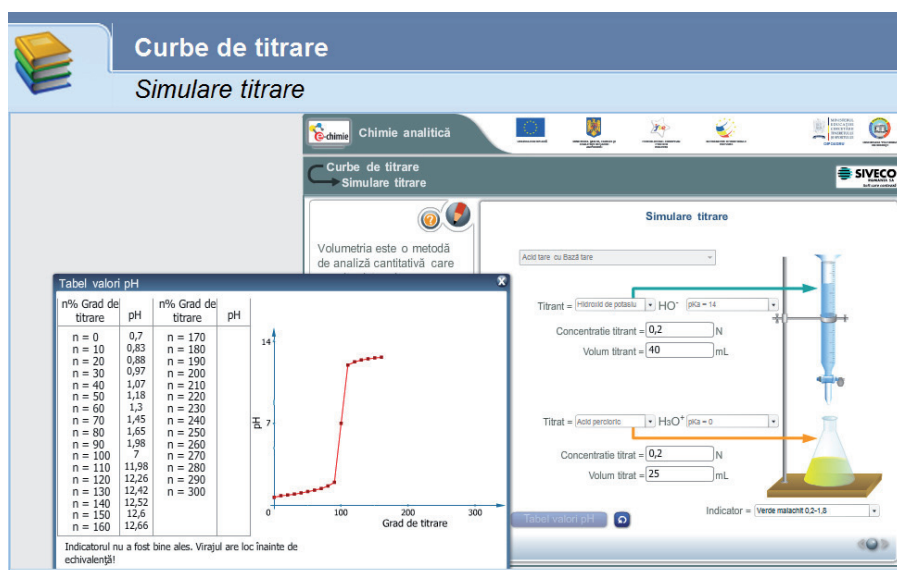 Curbe de titrare
Simulare titrare
e-chimie Chimie analitică
Curbe de titrare
Simulare titrare
SIVECO
Volumetria este o metodă
de analiză cantitativă care
Simulare titrare
Acid tare cu Bază tare
Titrant = Hidroxid de potasiu HO⁻ pKa = 14
Concentratie titrant = 0,2 N
Volum titrant = 40 mL
Titrat = Acid percloric H₃O⁺ pKa = 0
Concentratie titrat = 0,2 N
Volum titrat = 25 mL
Tabel valori pH
Indicator = Verde malachit 0,2-1,8
Tabel valori pH x
n% Grad de titrare pH n% Grad de titrare pH
n = 0 0,7 n = 170
n = 10 0,83 n = 180
n = 20 0,88 n = 190
n = 30 0,97 n = 200
n = 40 1,07 n = 210
n = 50 1,18 n = 220
n = 60 1,3 n = 230
n = 70 1,45 n = 240
n = 80 1,65 n = 250
n = 90 1,98 n = 260
n = 100 7 n = 270
n = 110 11,98 n = 280
n = 120 12,26 n = 290
n = 130 12,42 n = 300
n = 140 12,52
n = 150 12,6
n = 160 12,66
14
7
pH
0 100 200 300
Grad de titrare
Indicatorul nu a fost bine ales. Virajul are loc înainte de
echivalență!